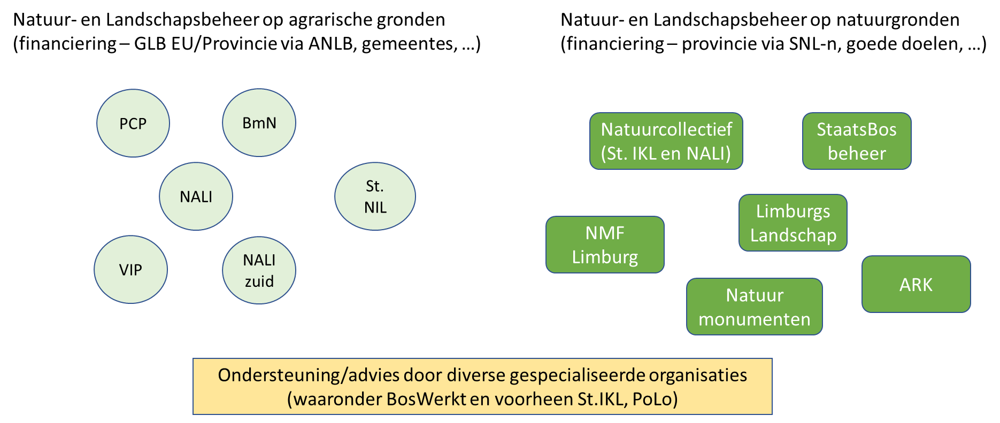 Natuur- en Landschapsbeheer op agrarische gronden
(financiering – GLB EU/Provincie via ANLB, gemeentes, …)
Natuur- en Landschapsbeheer op natuurgronden
(financiering – provincie via SNL-n, goede doelen, …)
PCP
BmN
NALI
St.
NIL
VIP
NALI
zuid
Natuurcollectief
(St. IKL en NALI)
StaatsBos
beheer
Limburgs
Landschap
NMF
Limburg
ARK
Natuur
monumenten
Ondersteuning/advies door diverse gespecialiseerde organisaties
(waaronder BosWerkt en voorheen St.IKL, PoLo)